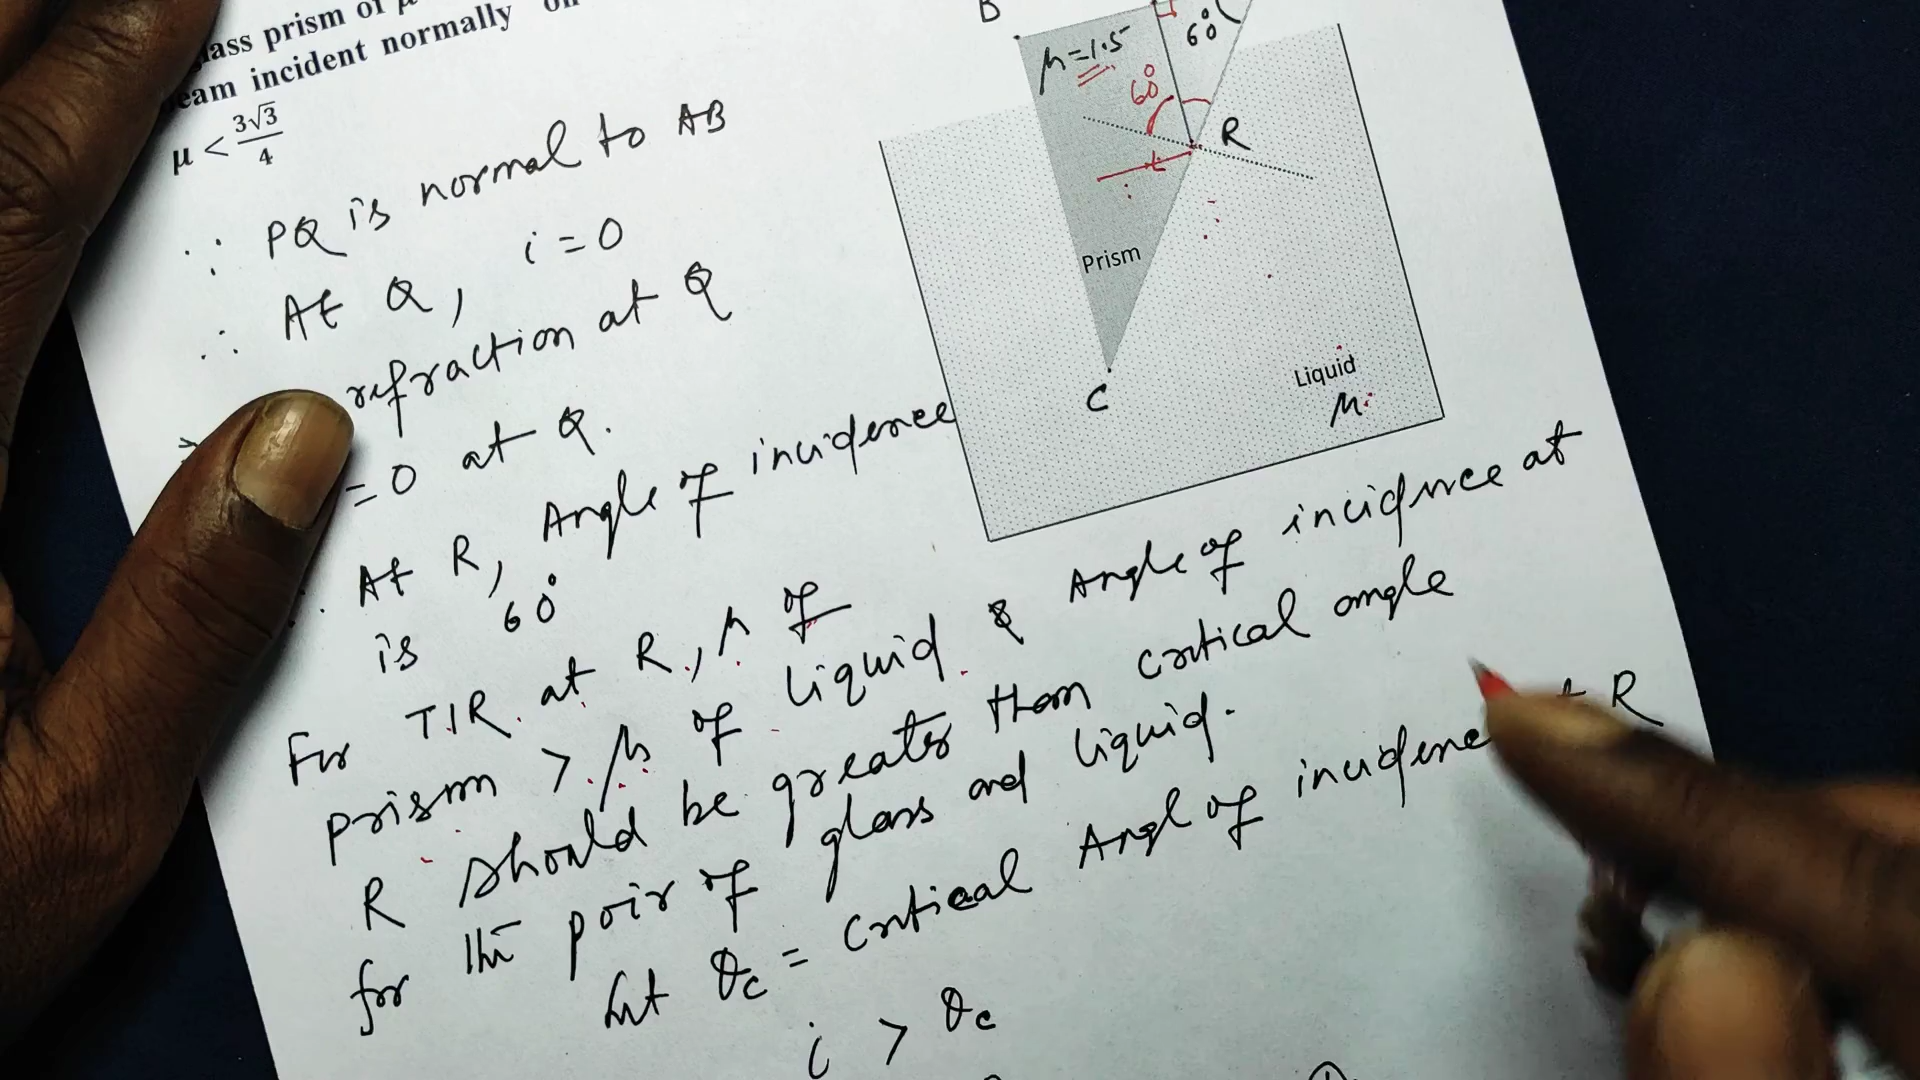 ass prism of μ
eam incident normally on
μ < 3√3/4
∵ PQ is normal to AB
∴ At Q, i = 0
refraction at Q
= 0 at Q.
∴ At R, Angle of incidence
is 60°
For TIR at R, μ of
prism > μ of liquid & Angle of incidence at
R should be greater than critical angle
for the pair of glass and liquid.
Let θc = Critical Angl of incidence at R
i > θc
B
μ = 1.5
60°
60°
R
i
Prism
C
Liquid
μ